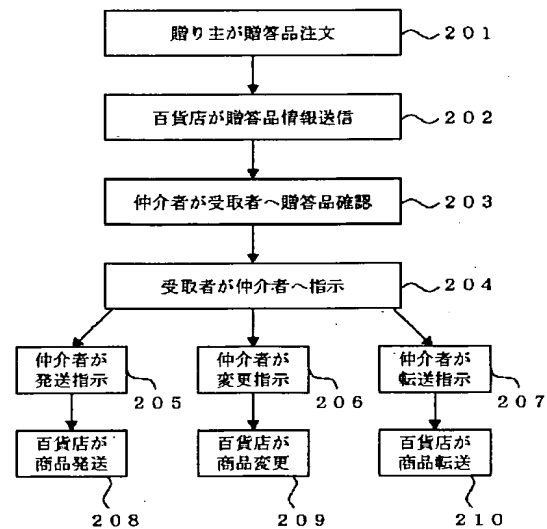 贈り主が贈答品注文
201
百貨店が贈答品情報送信
202
仲介者が受取者へ贈答品確認
203
受取者が仲介者へ指示
204
仲介者が
発送指示
205
仲介者が
変更指示
206
仲介者が
転送指示
207
百貨店が
商品発送
208
百貨店が
商品変更
209
百貨店が
商品転送
210